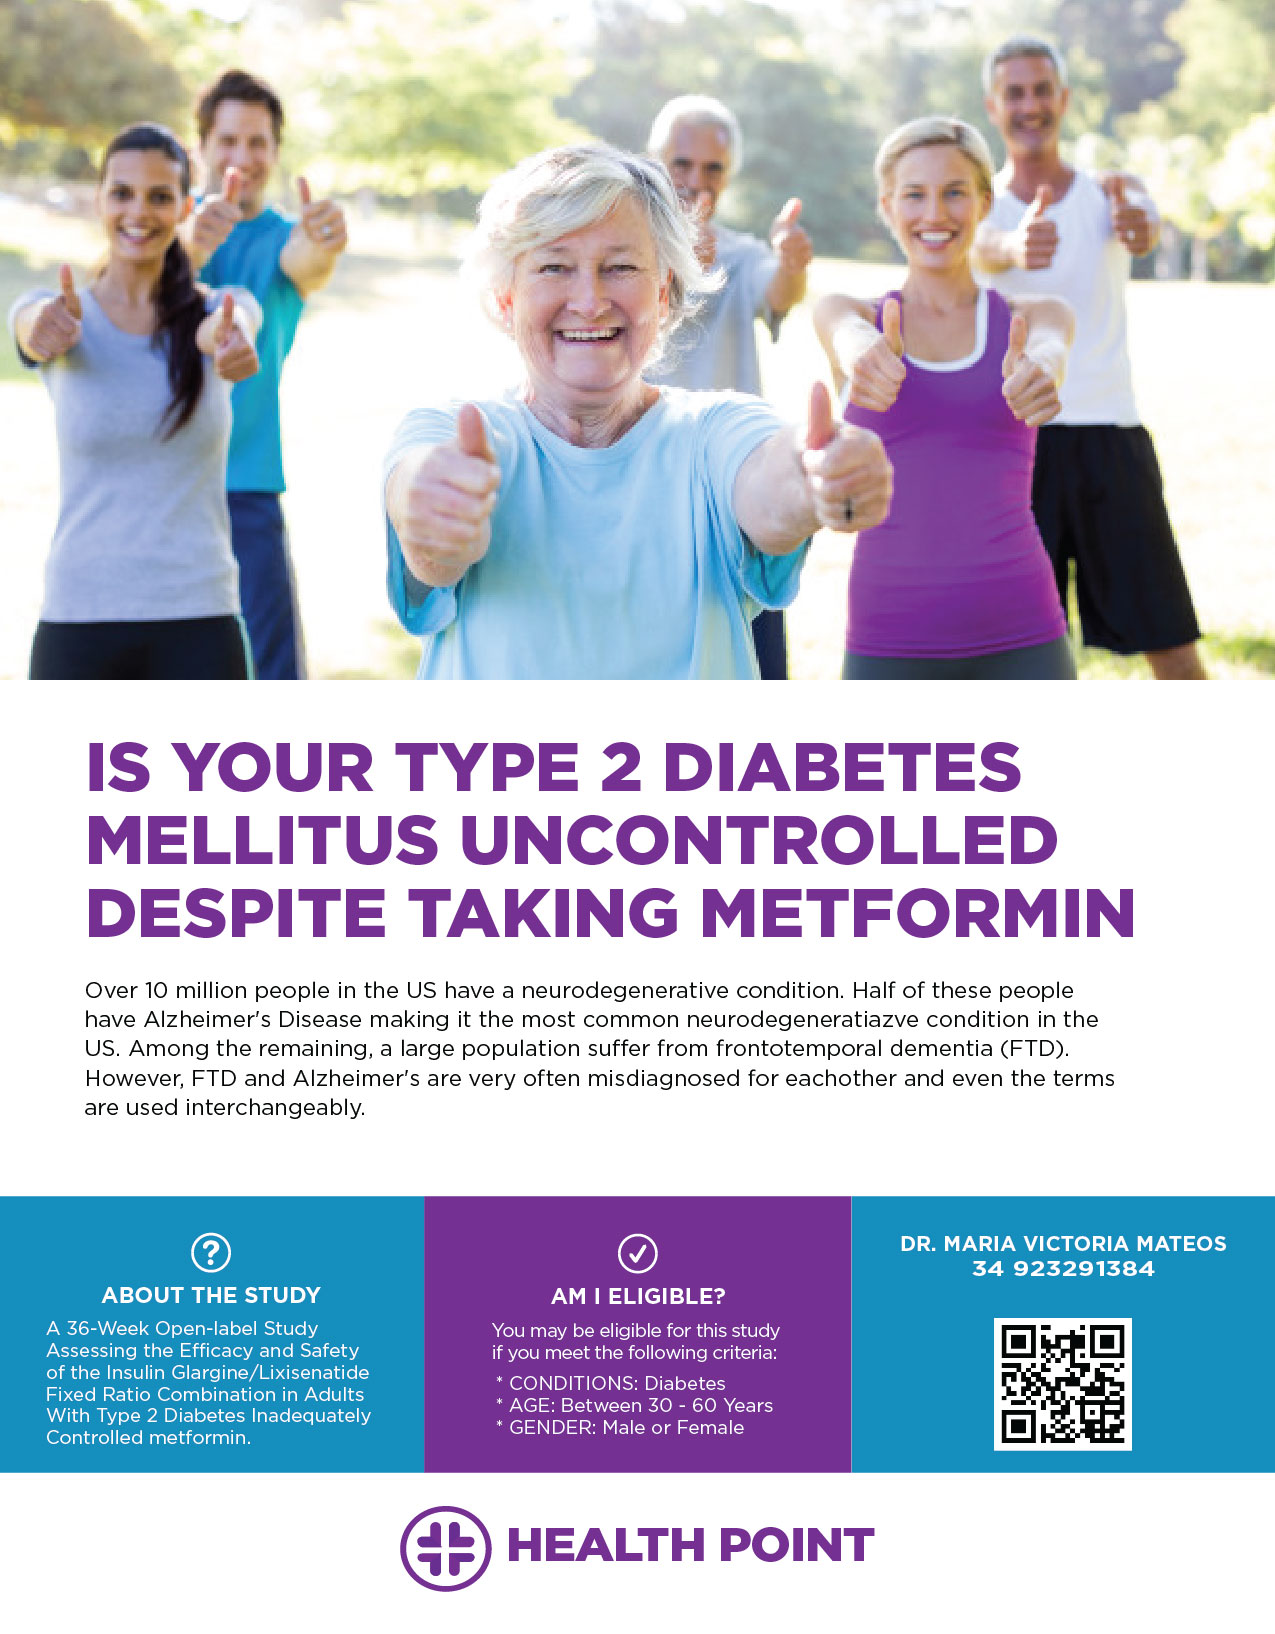 IS YOUR TYPE 2 DIABETES
MELLITUS UNCONTROLLED
DESPITE TAKING METFORMIN
Over 10 million people in the US have a neurodegenerative condition. Half of these people
have Alzheimer's Disease making it the most common neurodegeneratiazve condition in the
US. Among the remaining, a large population suffer from frontotemporal dementia (FTD).
However, FTD and Alzheimer's are very often misdiagnosed for eachother and even the terms
are used interchangeably.
?
ABOUT THE STUDY
A 36-Week Open-label Study
Assessing the Efficacy and Safety
of the Insulin Glargine/Lixisenatide
Fixed Ratio Combination in Adults
With Type 2 Diabetes Inadequately
Controlled metformin.
AM I ELIGIBLE?
You may be eligible for this study
if you meet the following criteria:
* CONDITIONS: Diabetes
* AGE: Between 30 - 60 Years
* GENDER: Male or Female
DR. MARIA VICTORIA MATEOS
34 923291384
HEALTH POINT